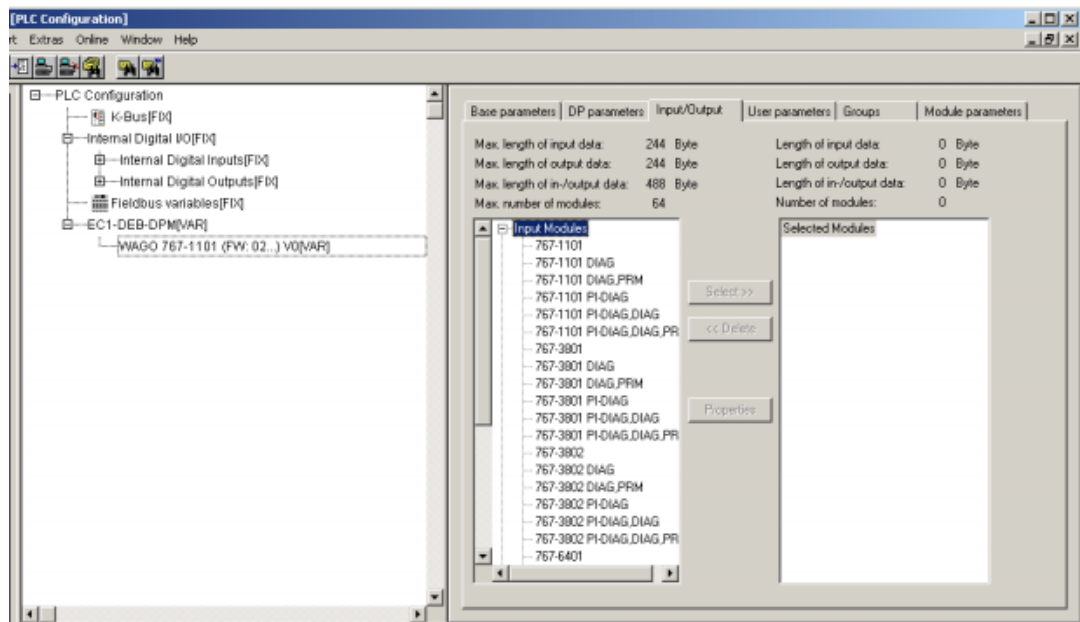 [PLC Configuration]
rt Extras Online Window Help
PLC Configuration
K-Bus[FIX]
Internal Digital I/O[FIX]
Internal Digital Inputs[FIX]
Internal Digital Outputs[FIX]
Fieldbus variables[FIX]
EC1-DEB-DPM[VAR]
WAGO 767-1101 (FW: 02...) V0[VAR]
Base parameters DP parameters Input/Output User parameters Groups Module parameters
Max. length of input data: 244 Byte Length of input data: 0 Byte
Max. length of output data: 244 Byte Length of output data: 0 Byte
Max. length of in-/output data: 488 Byte Length of in-/output data: 0 Byte
Max. number of modules: 64 Number of modules: 0
Input Modules
767-1101
767-1101 DIAG
767-1101 DIAG,PRM
767-1101 PI-DIAG
767-1101 PI-DIAG,DIAG
767-1101 PI-DIAG,DIAG,PR
767-3801
767-3801 DIAG
767-3801 DIAG,PRM
767-3801 PI-DIAG
767-3801 PI-DIAG,DIAG
767-3801 PI-DIAG,DIAG,PR
767-3802
767-3802 DIAG
767-3802 DIAG,PRM
767-3802 PI-DIAG
767-3802 PI-DIAG,DIAG
767-3802 PI-DIAG,DIAG,PR
767-6401
Select >>
<< Delete
Properties
Selected Modules